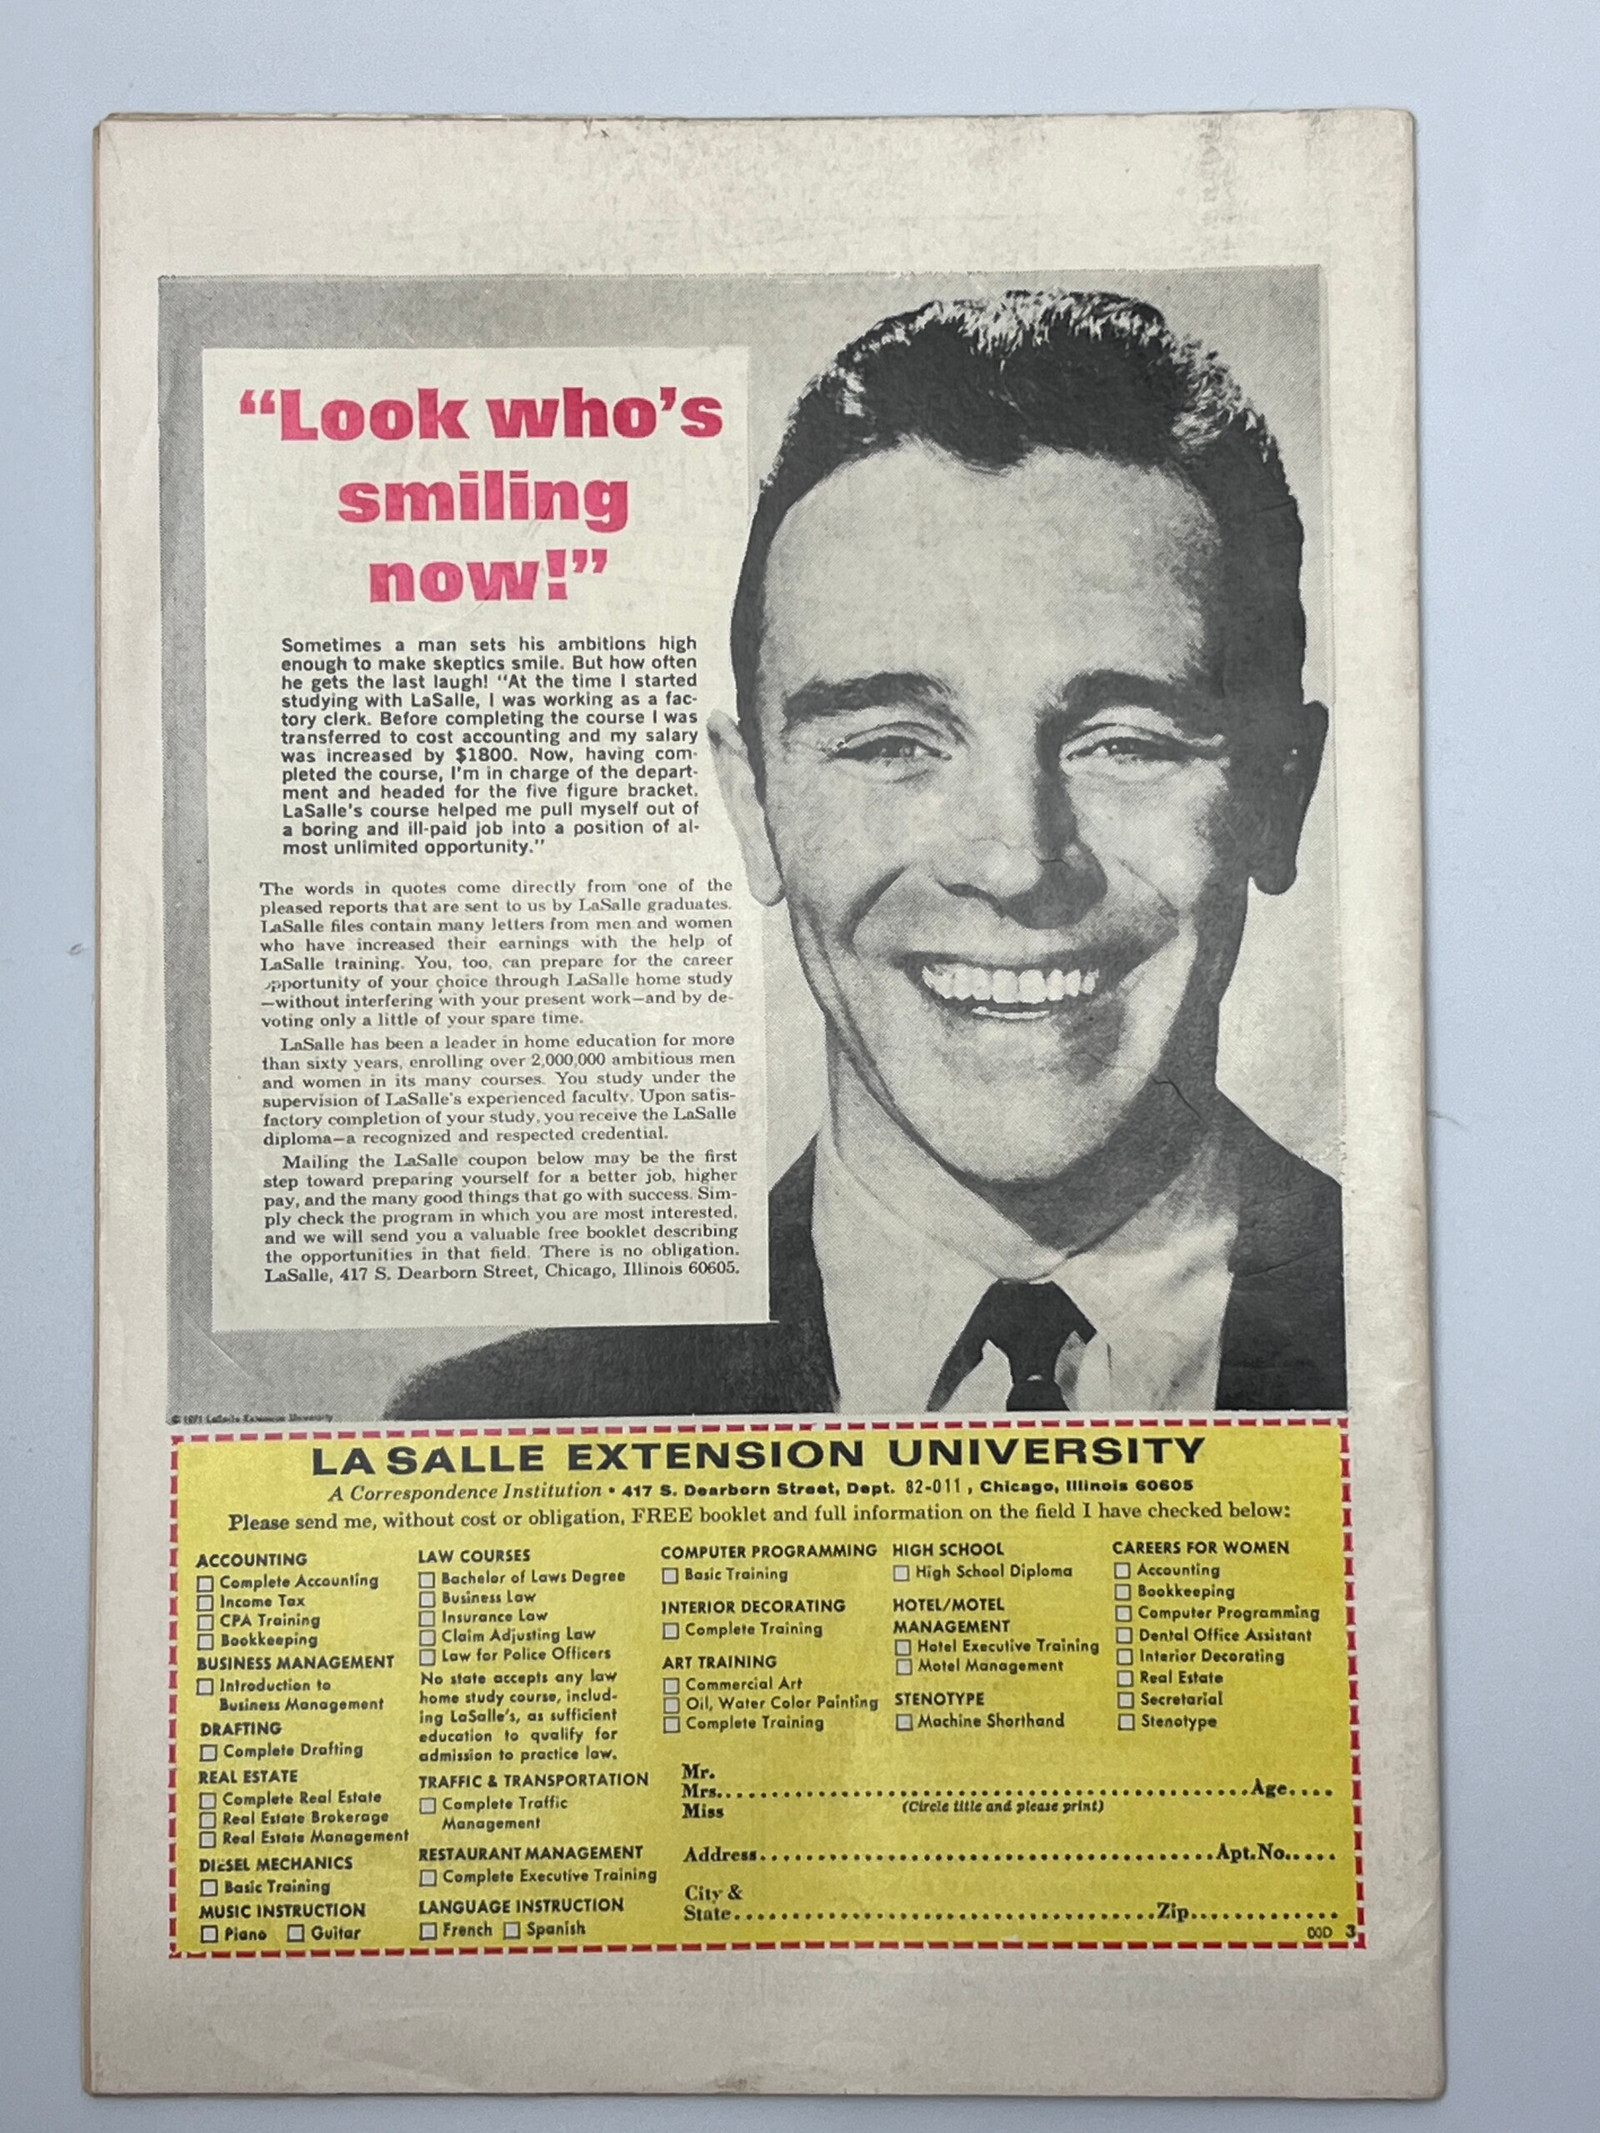 “Look who’s
smiling
now!”
Sometimes a man sets his ambitions high
enough to make skeptics smile. But how often
he gets the last laugh! “At the time I started
studying with LaSalle, I was working as a fac-
tory clerk. Before completing the course I was
transferred to cost accounting and my salary
was increased by $1800. Now, having com-
pleted the course, I’m in charge of the depart-
ment and headed for the five figure bracket.
LaSalle’s course helped me pull myself out of
a boring and ill-paid job into a position of al-
most unlimited opportunity.”
The words in quotes come directly from one of the
pleased reports that are sent to us by LaSalle graduates.
LaSalle files contain many letters from men and women
who have increased their earnings with the help of
LaSalle training. You, too, can prepare for the career
opportunity of your choice through LaSalle home study
—without interfering with your present work—and by de-
voting only a little of your spare time.
LaSalle has been a leader in home education for more
than sixty years, enrolling over 2,000,000 ambitious men
and women in its many courses. You study under the
supervision of LaSalle’s experienced faculty. Upon satis-
factory completion of your study, you receive the LaSalle
diploma—a recognized and respected credential.
Mailing the LaSalle coupon below may be the first
step toward preparing yourself for a better job, higher
pay, and the many good things that go with success. Sim-
ply check the program in which you are most interested,
and we will send you a valuable free booklet describing
the opportunities in that field. There is no obligation.
LaSalle, 417 S. Dearborn Street, Chicago, Illinois 60605.
© 1971 LaSalle Extension University
LA SALLE EXTENSION UNIVERSITY
A Correspondence Institution • 417 S. Dearborn Street, Dept. 82-011, Chicago, Illinois 60605
Please send me, without cost or obligation, FREE booklet and full information on the field I have checked below:
ACCOUNTING
Complete Accounting
Income Tax
CPA Training
Bookkeeping
BUSINESS MANAGEMENT
Introduction to
Business Management
DRAFTING
Complete Drafting
REAL ESTATE
Complete Real Estate
Real Estate Brokerage
Real Estate Management
DIESEL MECHANICS
Basic Training
MUSIC INSTRUCTION
Piano Guitar
LAW COURSES
Bachelor of Laws Degree
Business Law
Insurance Law
Claim Adjusting Law
Law for Police Officers
No state accepts any law
home study course, includ-
ing LaSalle’s, as sufficient
education to qualify for
admission to practice law.
TRAFFIC & TRANSPORTATION
Complete Traffic
Management
RESTAURANT MANAGEMENT
Complete Executive Training
LANGUAGE INSTRUCTION
French Spanish
COMPUTER PROGRAMMING
Basic Training
INTERIOR DECORATING
Complete Training
ART TRAINING
Commercial Art
Oil, Water Color Painting
Complete Training
HIGH SCHOOL
High School Diploma
HOTEL/MOTEL
MANAGEMENT
Hotel Executive Training
Motel Management
STENOTYPE
Machine Shorthand
CAREERS FOR WOMEN
Accounting
Bookkeeping
Computer Programming
Dental Office Assistant
Interior Decorating
Real Estate
Secretarial
Stenotype
Mr.
Mrs. Age
Miss (Circle title and please print)
Address Apt.No.
City &
State Zip
00D 3